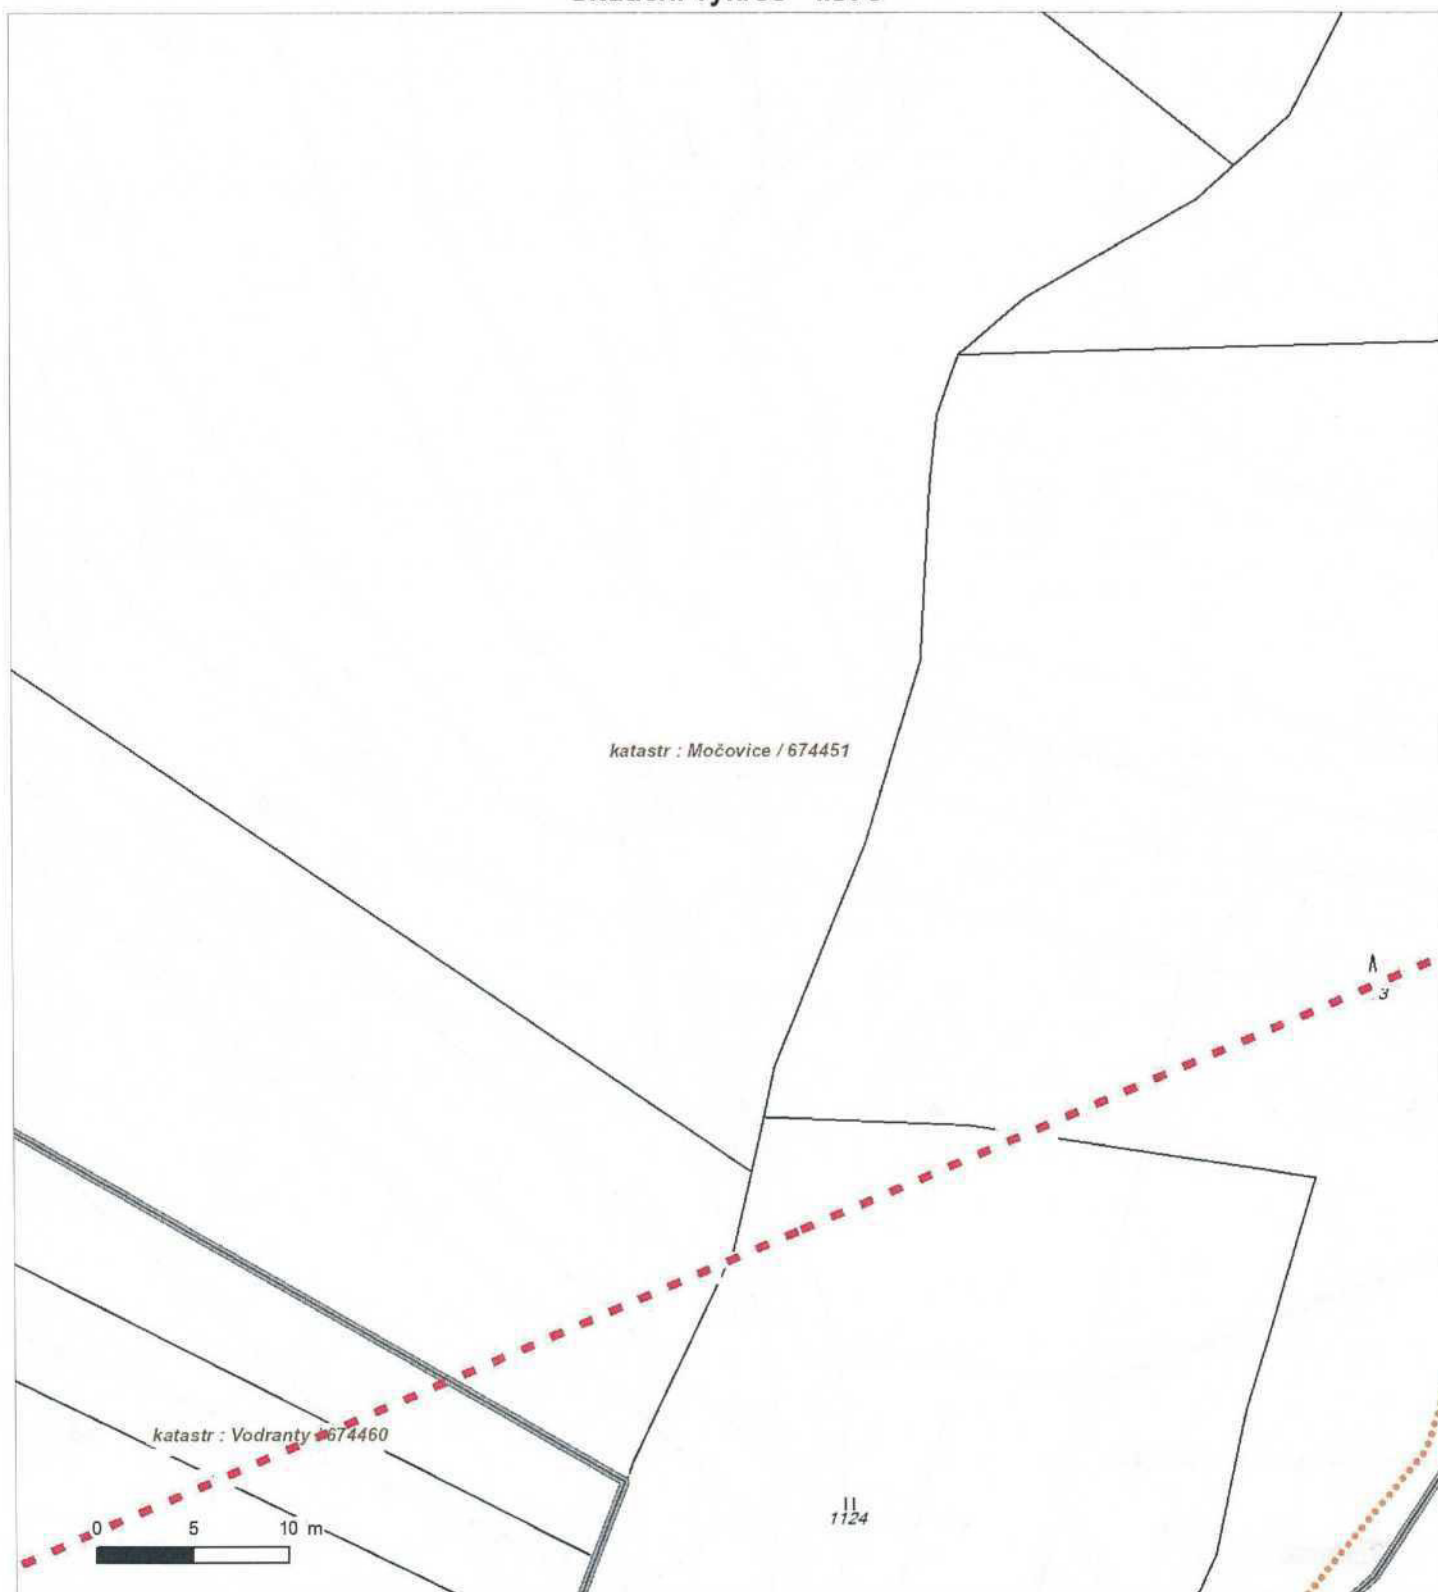 katastr : Močovice / 674451
3
katastr : Vodranty / 674460
1124
0 5 10 m